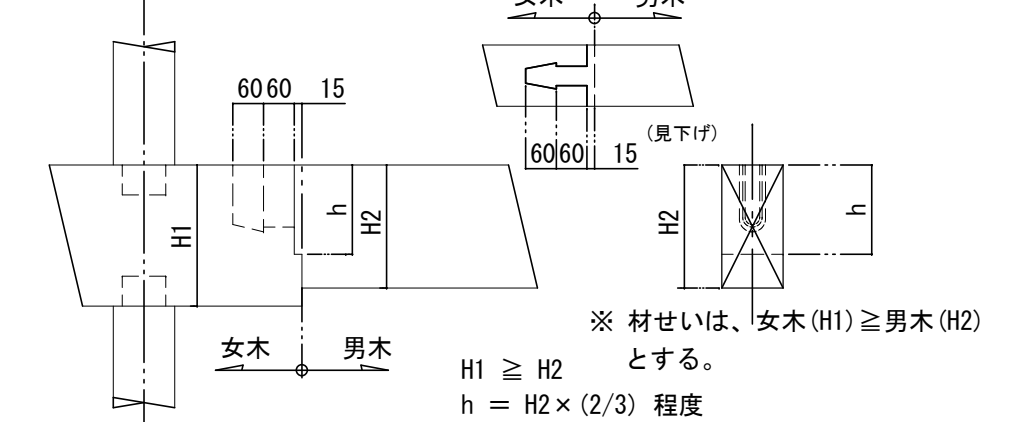 女木 男木
60 60 15
60 60 15
(見下げ)
H1
h
H2
H2
h
女木 男木
※ 材せいは、女木(H1)≧男木(H2)
とする。
H1 ≧ H2
h = H2×(2/3) 程度